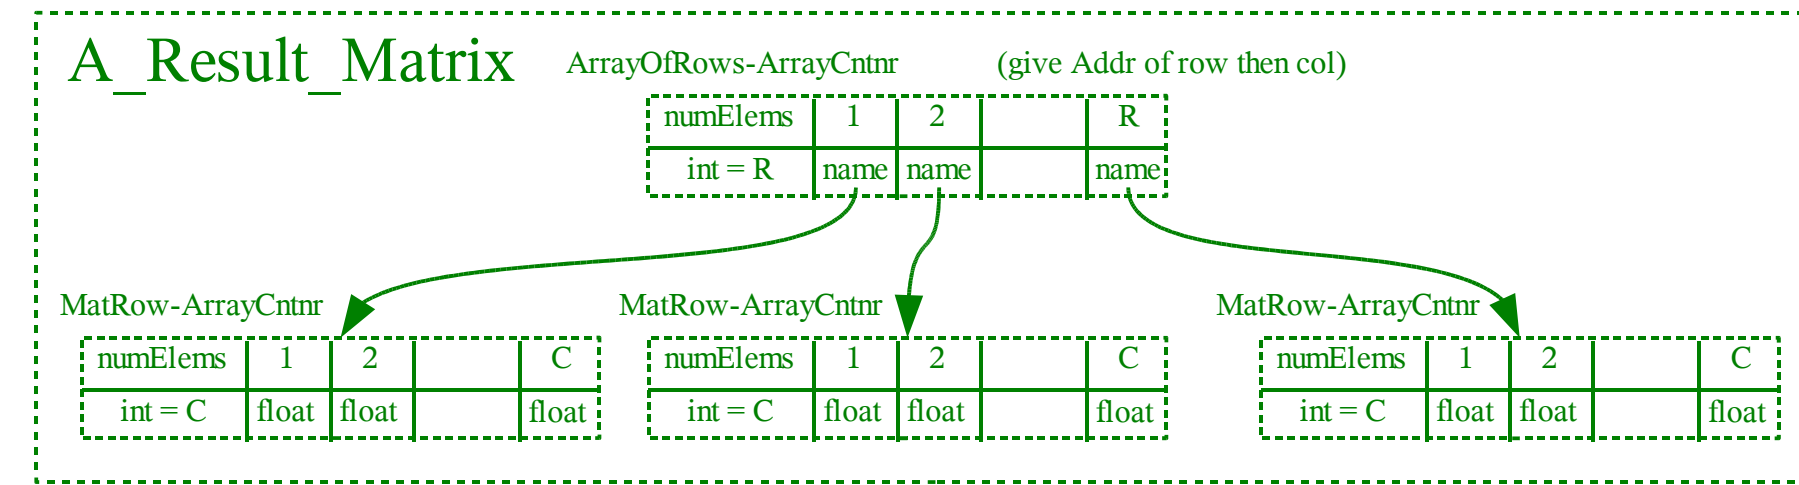 A_Result_Matrix ArrayOfRows-ArrayCntnr (give Addr of row then col)
numElems 1 2 R
int = R name name name
MatRow-ArrayCntnr MatRow-ArrayCntnr MatRow-ArrayCntnr
numElems 1 2 C numElems 1 2 C numElems 1 2 C
int = C float float float int = C float float float int = C float float float